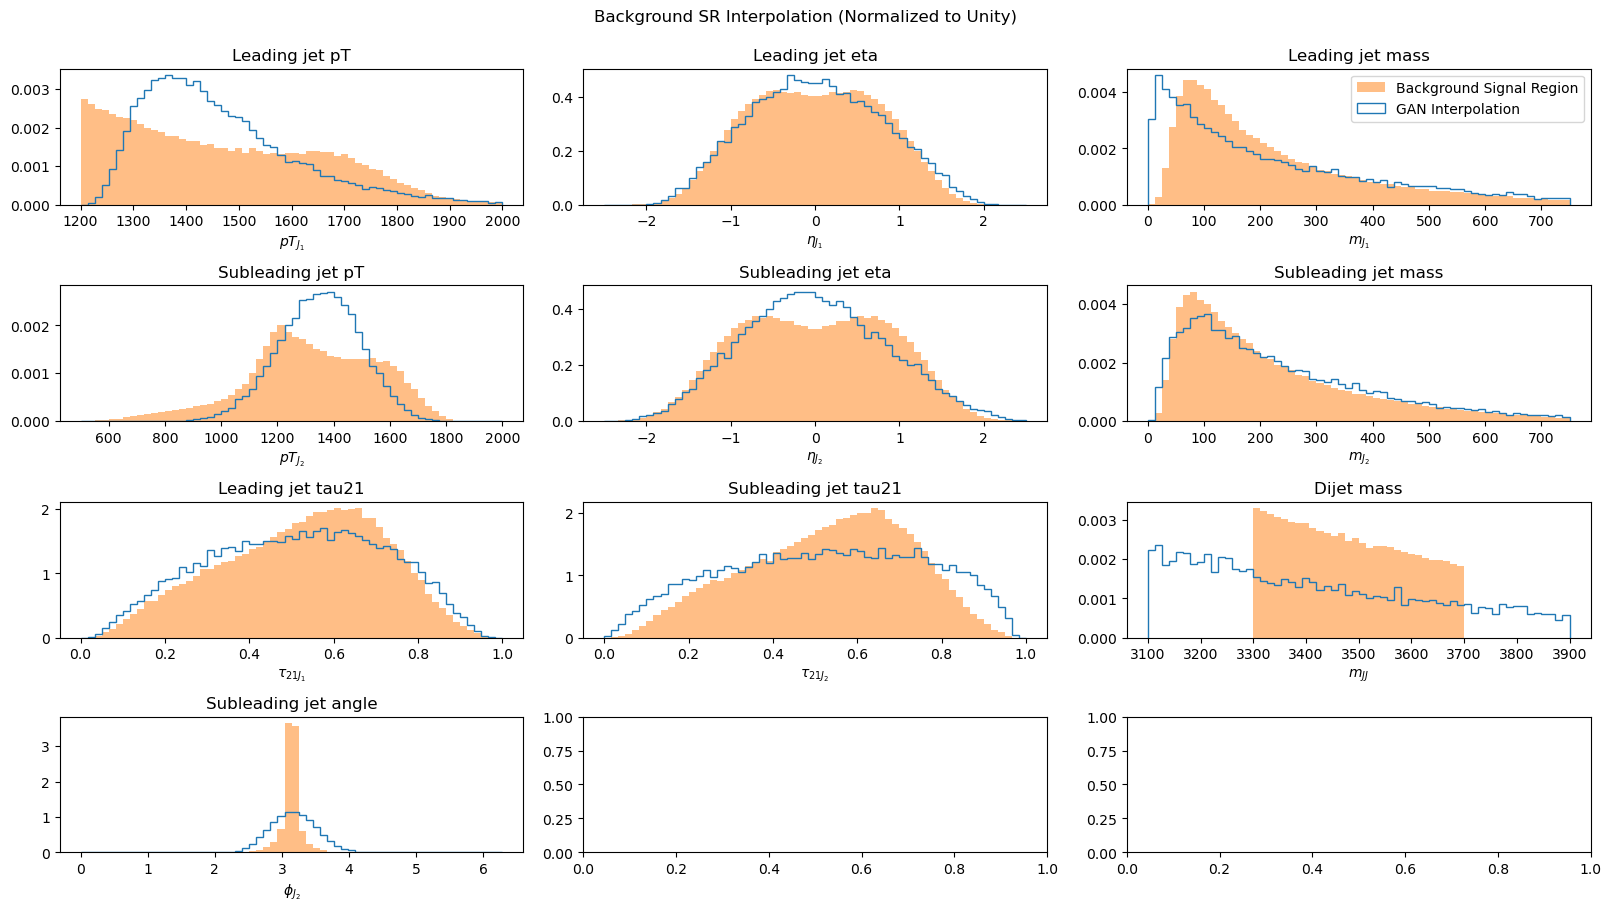 Background SR Interpolation (Normalized to Unity)
Leading jet pT
0.003
0.002
0.001
0.000
1200 1300 1400 1500 1600 1700 1800 1900 2000
pT_{J_1}
Leading jet eta
0.4
0.2
0.0
−2 −1 0 1 2
η_{J_1}
Leading jet mass
Background Signal Region
GAN Interpolation
0.004
0.002
0.000
0 100 200 300 400 500 600 700
m_{J_1}
Subleading jet pT
0.002
0.001
0.000
600 800 1000 1200 1400 1600 1800 2000
pT_{J_2}
Subleading jet eta
0.4
0.2
0.0
−2 −1 0 1 2
η_{J_2}
Subleading jet mass
0.004
0.002
0.000
0 100 200 300 400 500 600 700
m_{J_2}
Leading jet tau21
2
1
0
0.0 0.2 0.4 0.6 0.8 1.0
τ_{21J_1}
Subleading jet tau21
2
1
0
0.0 0.2 0.4 0.6 0.8 1.0
τ_{21J_2}
Dijet mass
0.003
0.002
0.001
0.000
3100 3200 3300 3400 3500 3600 3700 3800 3900
m_{JJ}
Subleading jet angle
3
2
1
0
0 1 2 3 4 5 6
ϕ_{J_2}
1.00
0.75
0.50
0.25
0.00
0.0 0.2 0.4 0.6 0.8 1.0
1.00
0.75
0.50
0.25
0.00
0.0 0.2 0.4 0.6 0.8 1.0